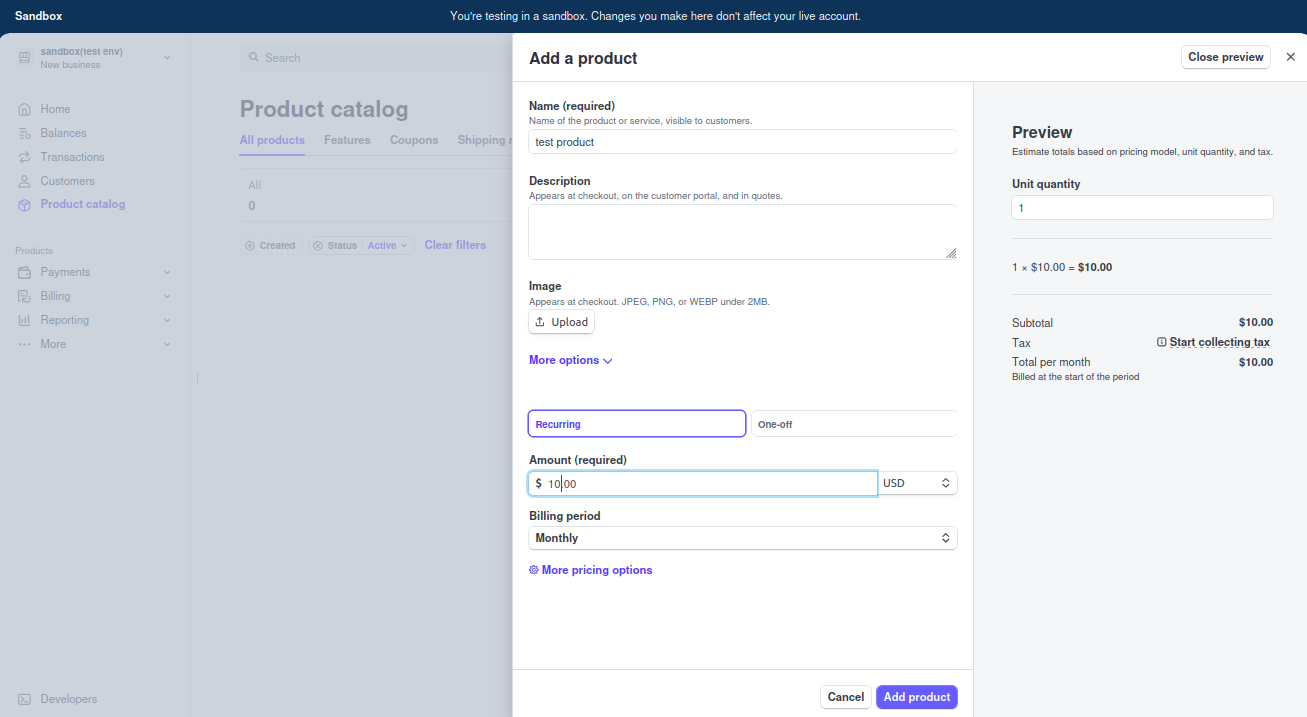 Sandbox
You're testing in a sandbox. Changes you make here don't affect your live account.
sandbox(test env)
New business
Home
Balances
Transactions
Customers
Product catalog
Products
Payments
Billing
Reporting
More
Developers
Search
Product catalog
All products Features Coupons Shipping
All
0
Created Status Active Clear filters
Add a product
Close preview
Name (required)
Name of the product or service, visible to customers.
test product
Description
Appears at checkout, on the customer portal, and in quotes.
Image
Appears at checkout. JPEG, PNG, or WEBP under 2MB.
Upload
More options
Recurring One-off
Amount (required)
$ 10.00 USD
Billing period
Monthly
More pricing options
Cancel Add product
Preview
Estimate totals based on pricing model, unit quantity, and tax.
Unit quantity
1
1 × $10.00 = $10.00
Subtotal $10.00
Tax Start collecting tax
Total per month $10.00
Billed at the start of the period